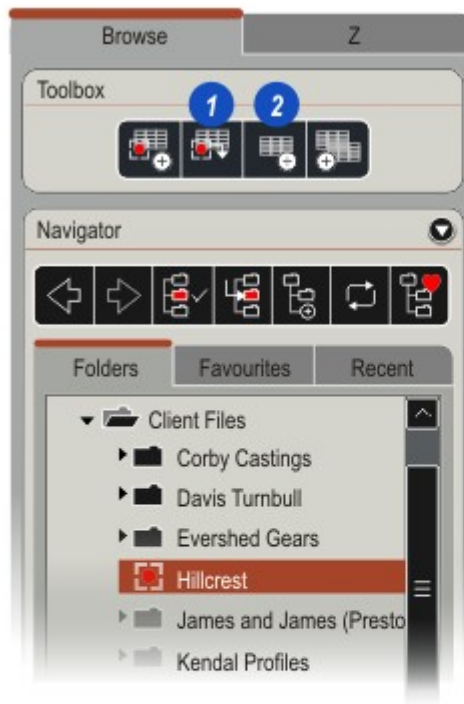 Browse Z
Toolbox
1 2
Navigator
Folders Favourites Recent
Client Files
Corby Castings
Davis Turnbull
Evershed Gears
Hillcrest
James and James (Presto
Kendal Profiles